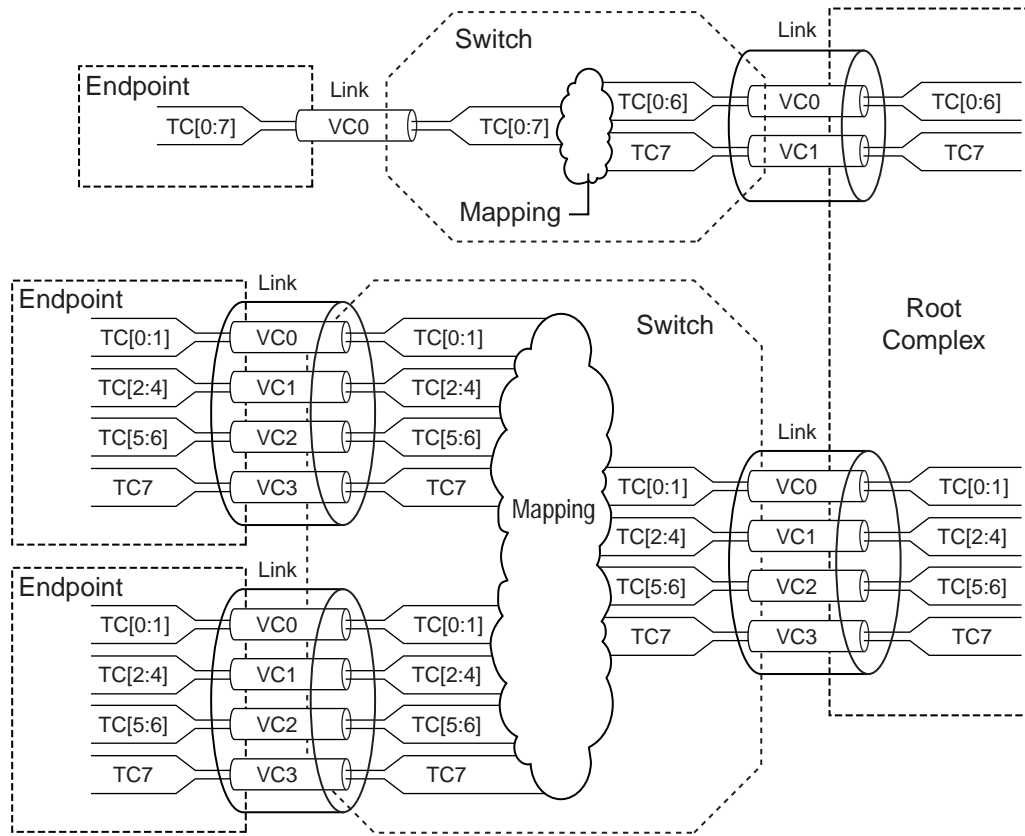 Switch
Link
Endpoint
Link
TC[0:7]
VC0
TC[0:7]
TC[0:6]
VC0
TC[0:6]
TC7
VC1
TC7
Mapping
Root
Complex
Endpoint
Link
Switch
TC[0:1]
VC0
TC[0:1]
TC[2:4]
VC1
TC[2:4]
TC[5:6]
VC2
TC[5:6]
TC7
VC3
TC7
Mapping
Link
TC[0:1]
VC0
TC[0:1]
TC[2:4]
VC1
TC[2:4]
TC[5:6]
VC2
TC[5:6]
TC7
VC3
TC7
Endpoint
Link
TC[0:1]
VC0
TC[0:1]
TC[2:4]
VC1
TC[2:4]
TC[5:6]
VC2
TC[5:6]
TC7
VC3
TC7